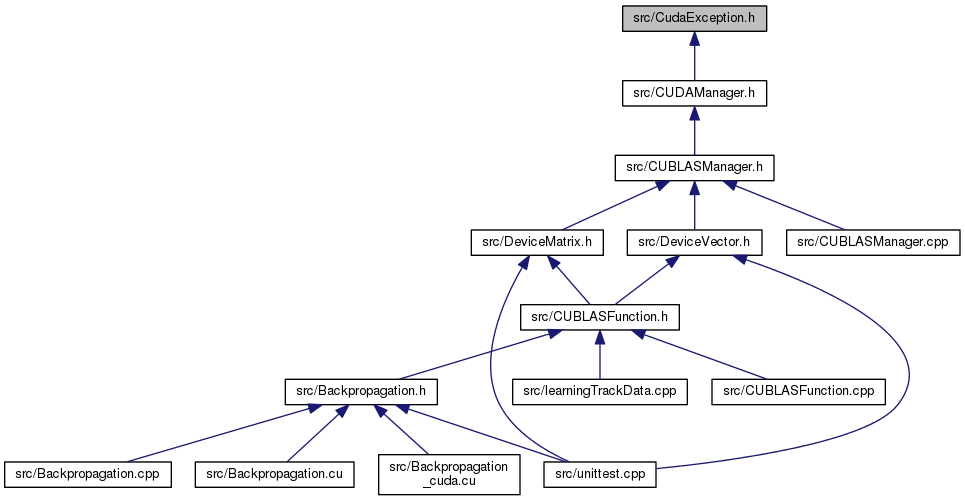 src/CudaException.h
src/CUDAManager.h
src/CUBLASManager.h
src/DeviceMatrix.h
src/DeviceVector.h
src/CUBLASManager.cpp
src/CUBLASFunction.h
src/Backpropagation.h
src/learningTrackData.cpp
src/CUBLASFunction.cpp
src/Backpropagation.cpp
src/Backpropagation.cu
src/Backpropagation
_cuda.cu
src/unittest.cpp